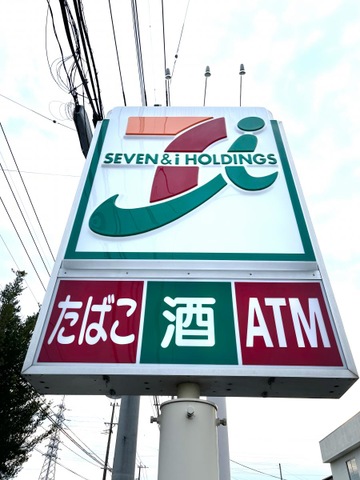 SEVEN & i HOLDINGS
たばこ 酒 ATM